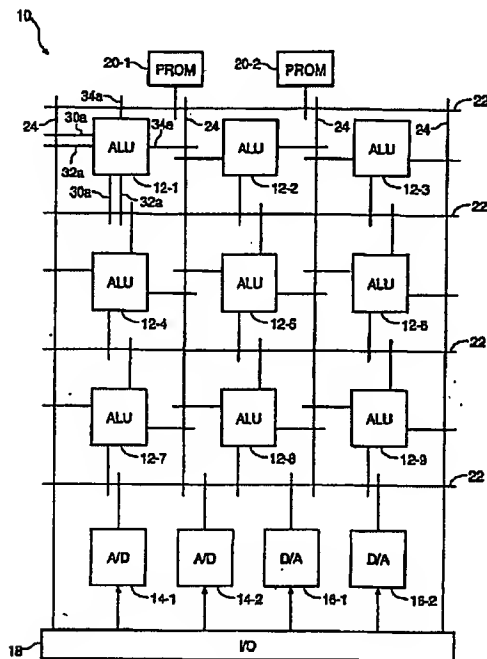 10
20-1 PROM 20-2 PROM
34a 22
24 30a 34a 24 24 24
32a ALU ALU ALU
30a 32a 12-1 12-2 12-3
22
ALU ALU ALU
12-4 12-5 12-6
22
ALU ALU ALU
12-7 12-8 12-9
22
A/D A/D D/A D/A
14-1 14-2 16-1 16-2
18 I/O